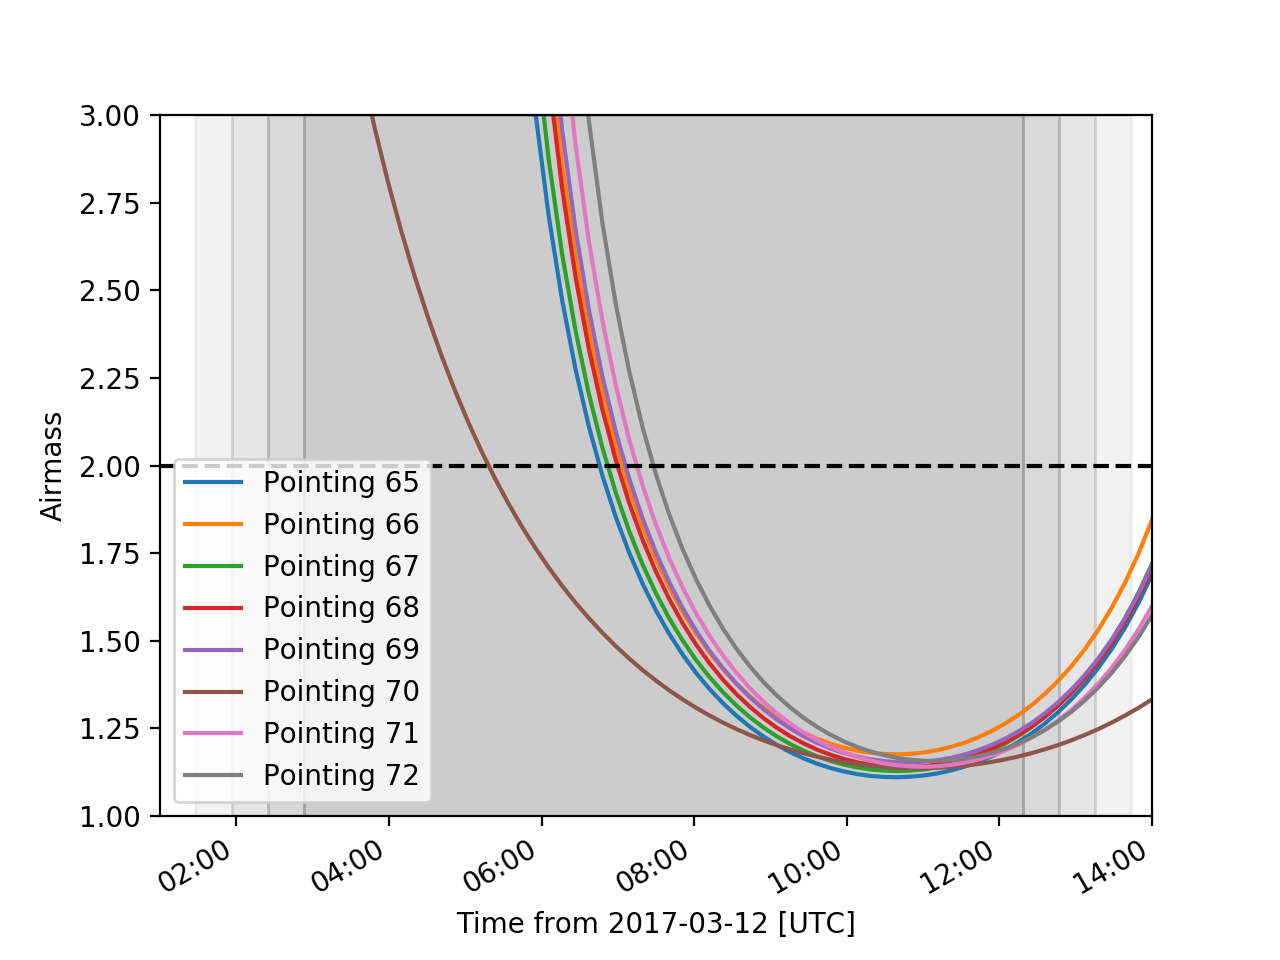 3.00
2.75
2.50
2.25
2.00
1.75
1.50
1.25
1.00
Airmass
Pointing 65
Pointing 66
Pointing 67
Pointing 68
Pointing 69
Pointing 70
Pointing 71
Pointing 72
02:00 04:00 06:00 08:00 10:00 12:00 14:00
Time from 2017-03-12 [UTC]